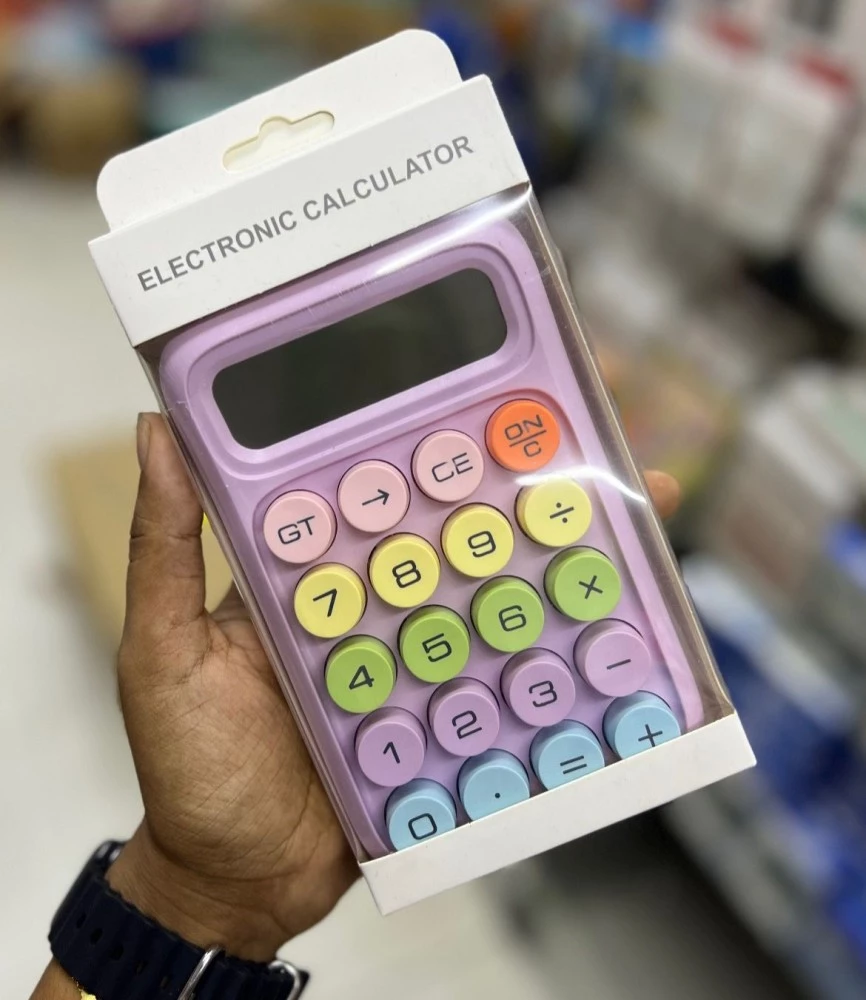 ELECTRONIC CALCULATOR
GT → CE ON/C
7 8 9 ÷
4 5 6 ×
1 2 3 −
0 . = +